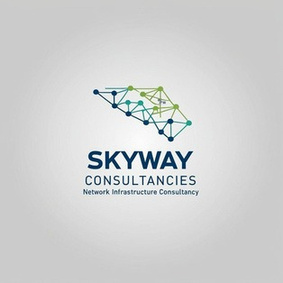 SKYWAY
CONSULTANCIES
Network Infrastructure Consultancy